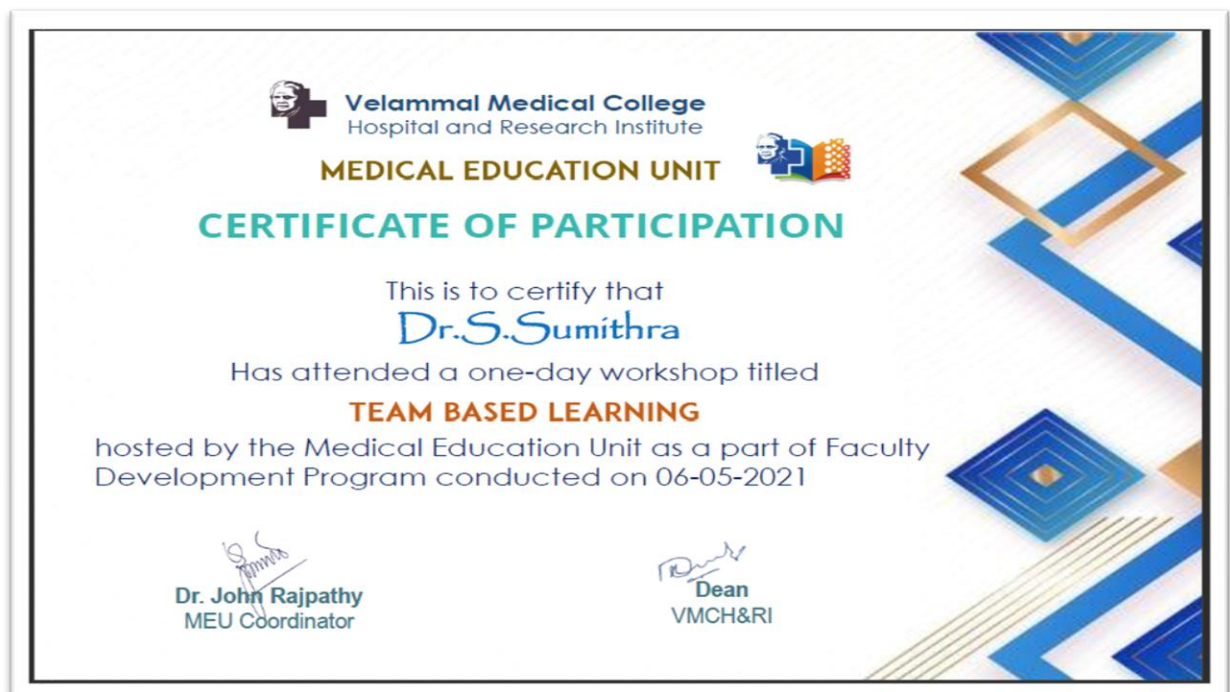 Velammal Medical College
Hospital and Research Institute
MEDICAL EDUCATION UNIT
CERTIFICATE OF PARTICIPATION
This is to certify that
Dr.S.Sumithra
Has attended a one-day workshop titled
TEAM BASED LEARNING
hosted by the Medical Education Unit as a part of Faculty
Development Program conducted on 06-05-2021
Dr. John Rajpathy
MEU Coordinator
Dean
VMCH&RI